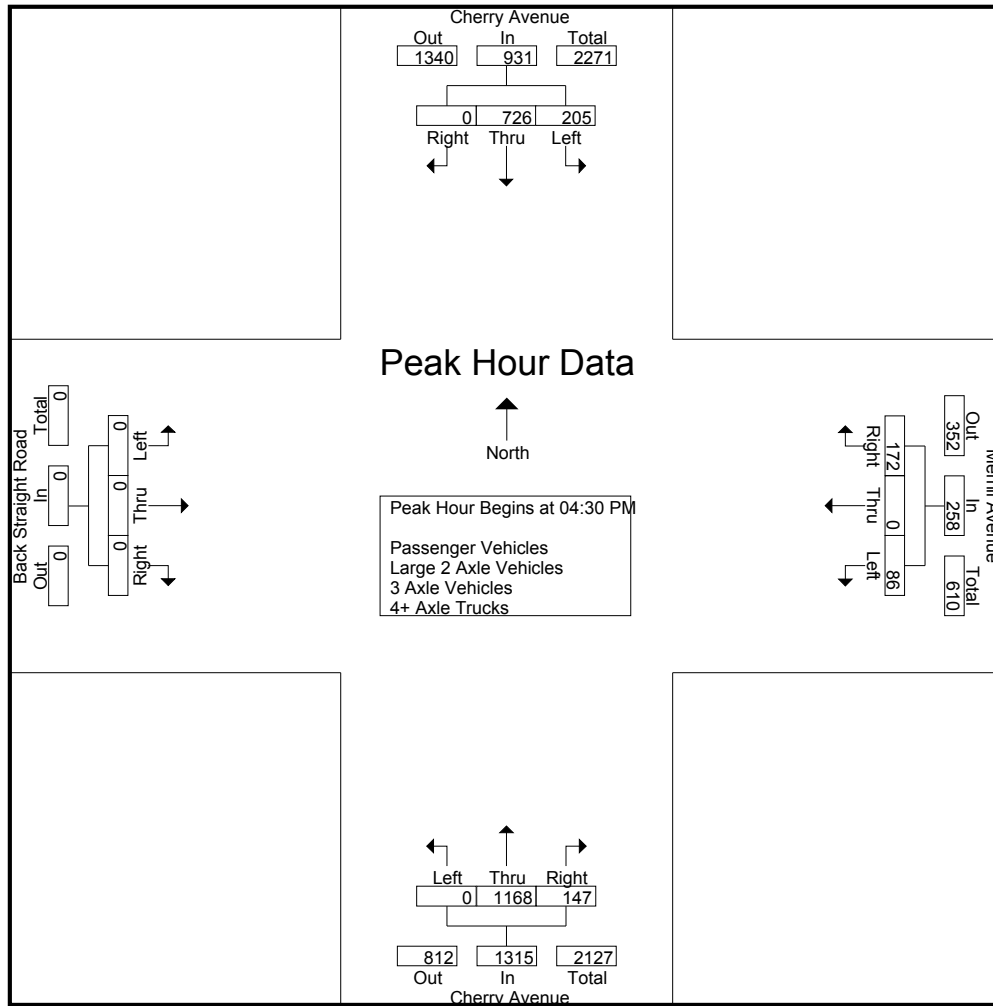 Cherry Avenue
Out In Total
1340 931 2271
0 726 205
Right Thru Left
Peak Hour Data
North
Peak Hour Begins at 04:30 PM
Passenger Vehicles
Large 2 Axle Vehicles
3 Axle Vehicles
4+ Axle Trucks
Back Straight Road
Out In Total
0 0 0
0 0 0
Right Thru Left
Merrill Avenue
Out In Total
352 258 610
172 0 86
Right Thru Left
Left Thru Right
0 1168 147
812 1315 2127
Out In Total
Cherry Avenue